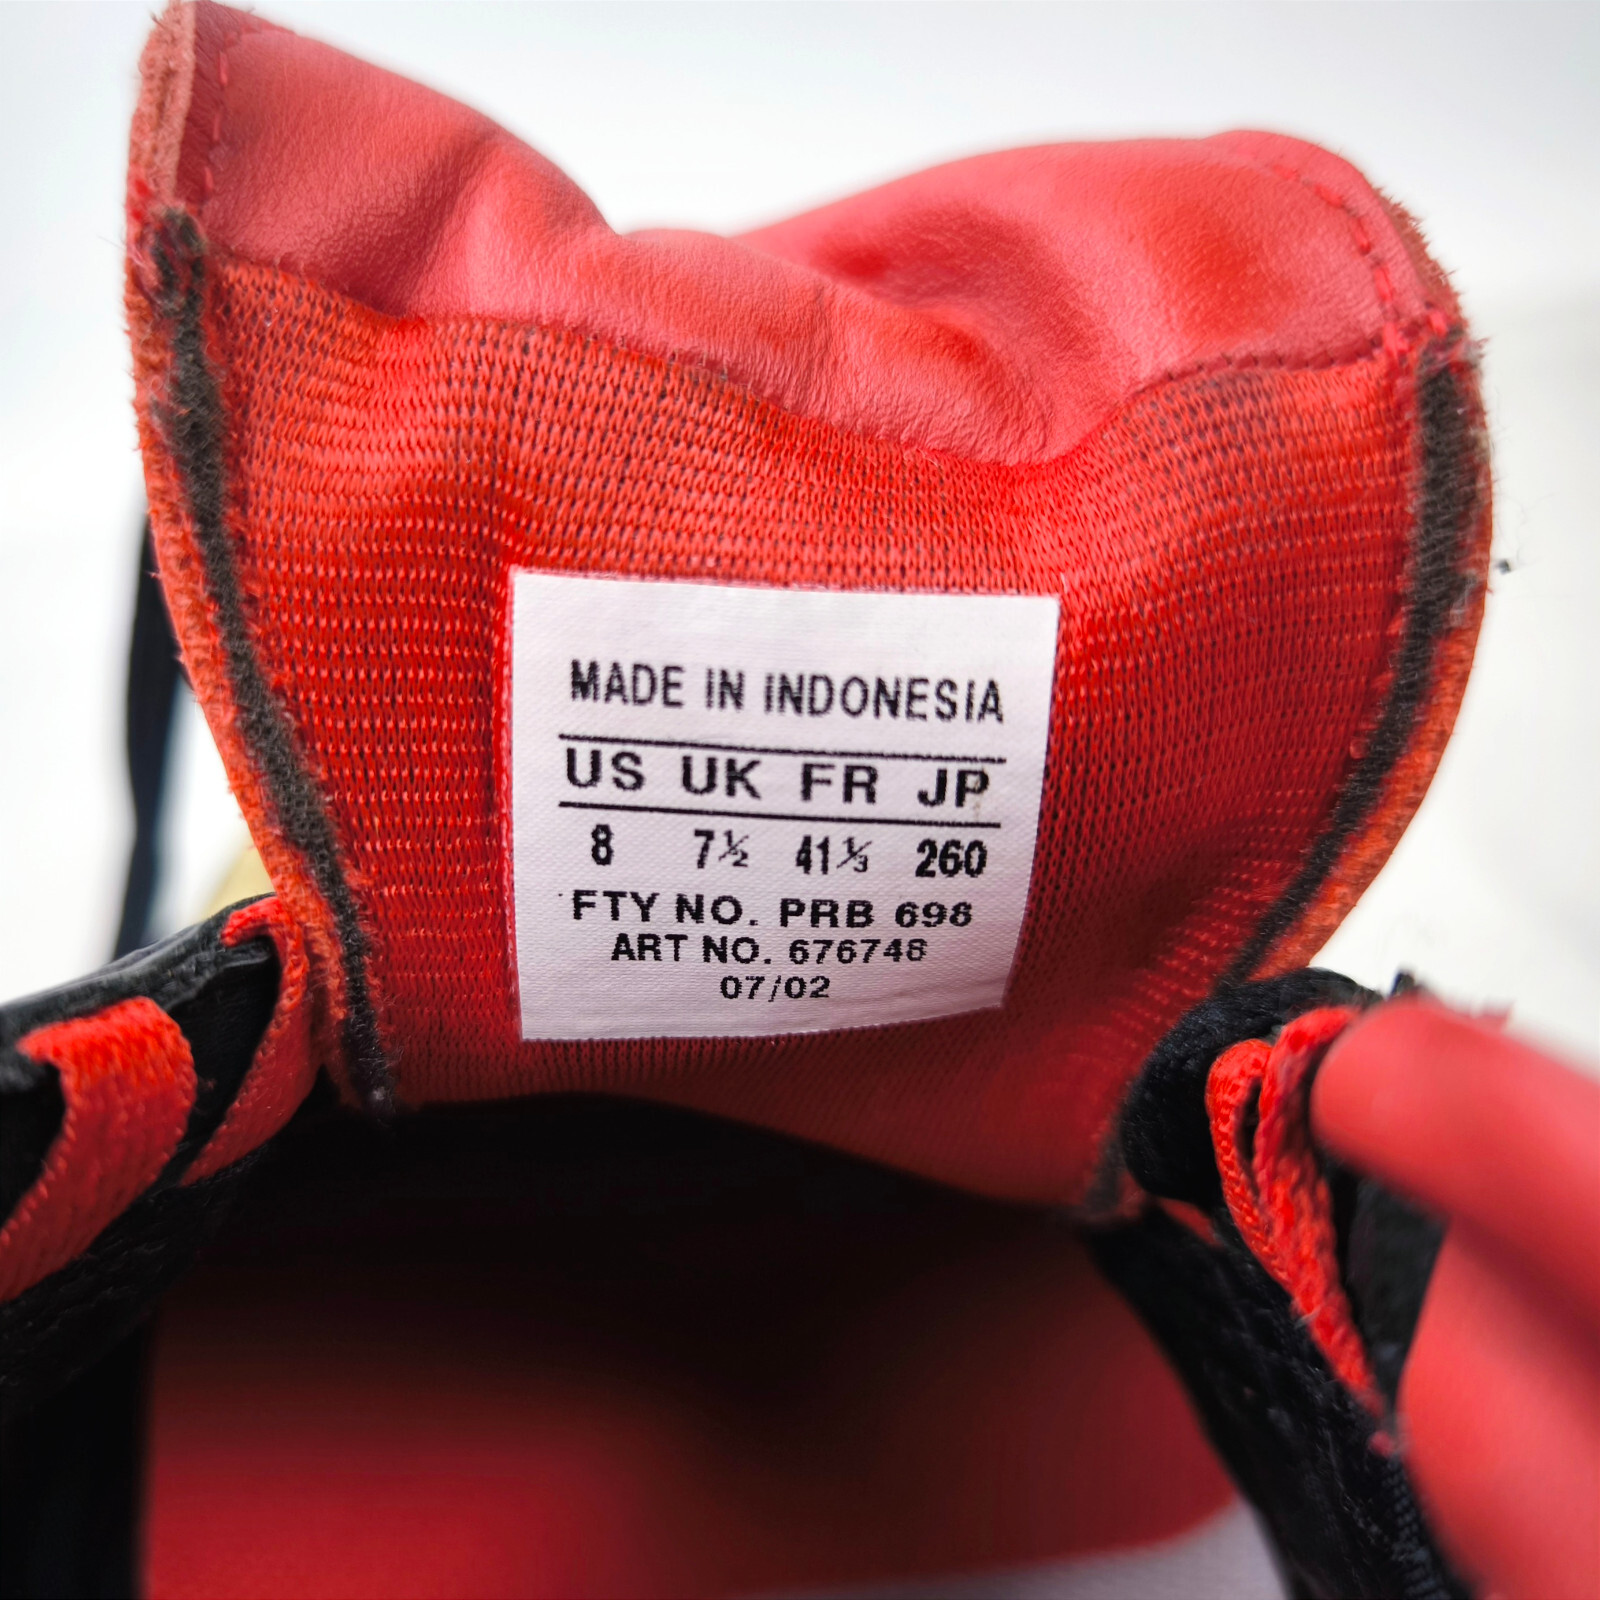 MADE IN INDONESIA
US UK FR JP
8 7½ 41⅓ 260
FTY NO. PRB 698
ART NO. 676748
07/02